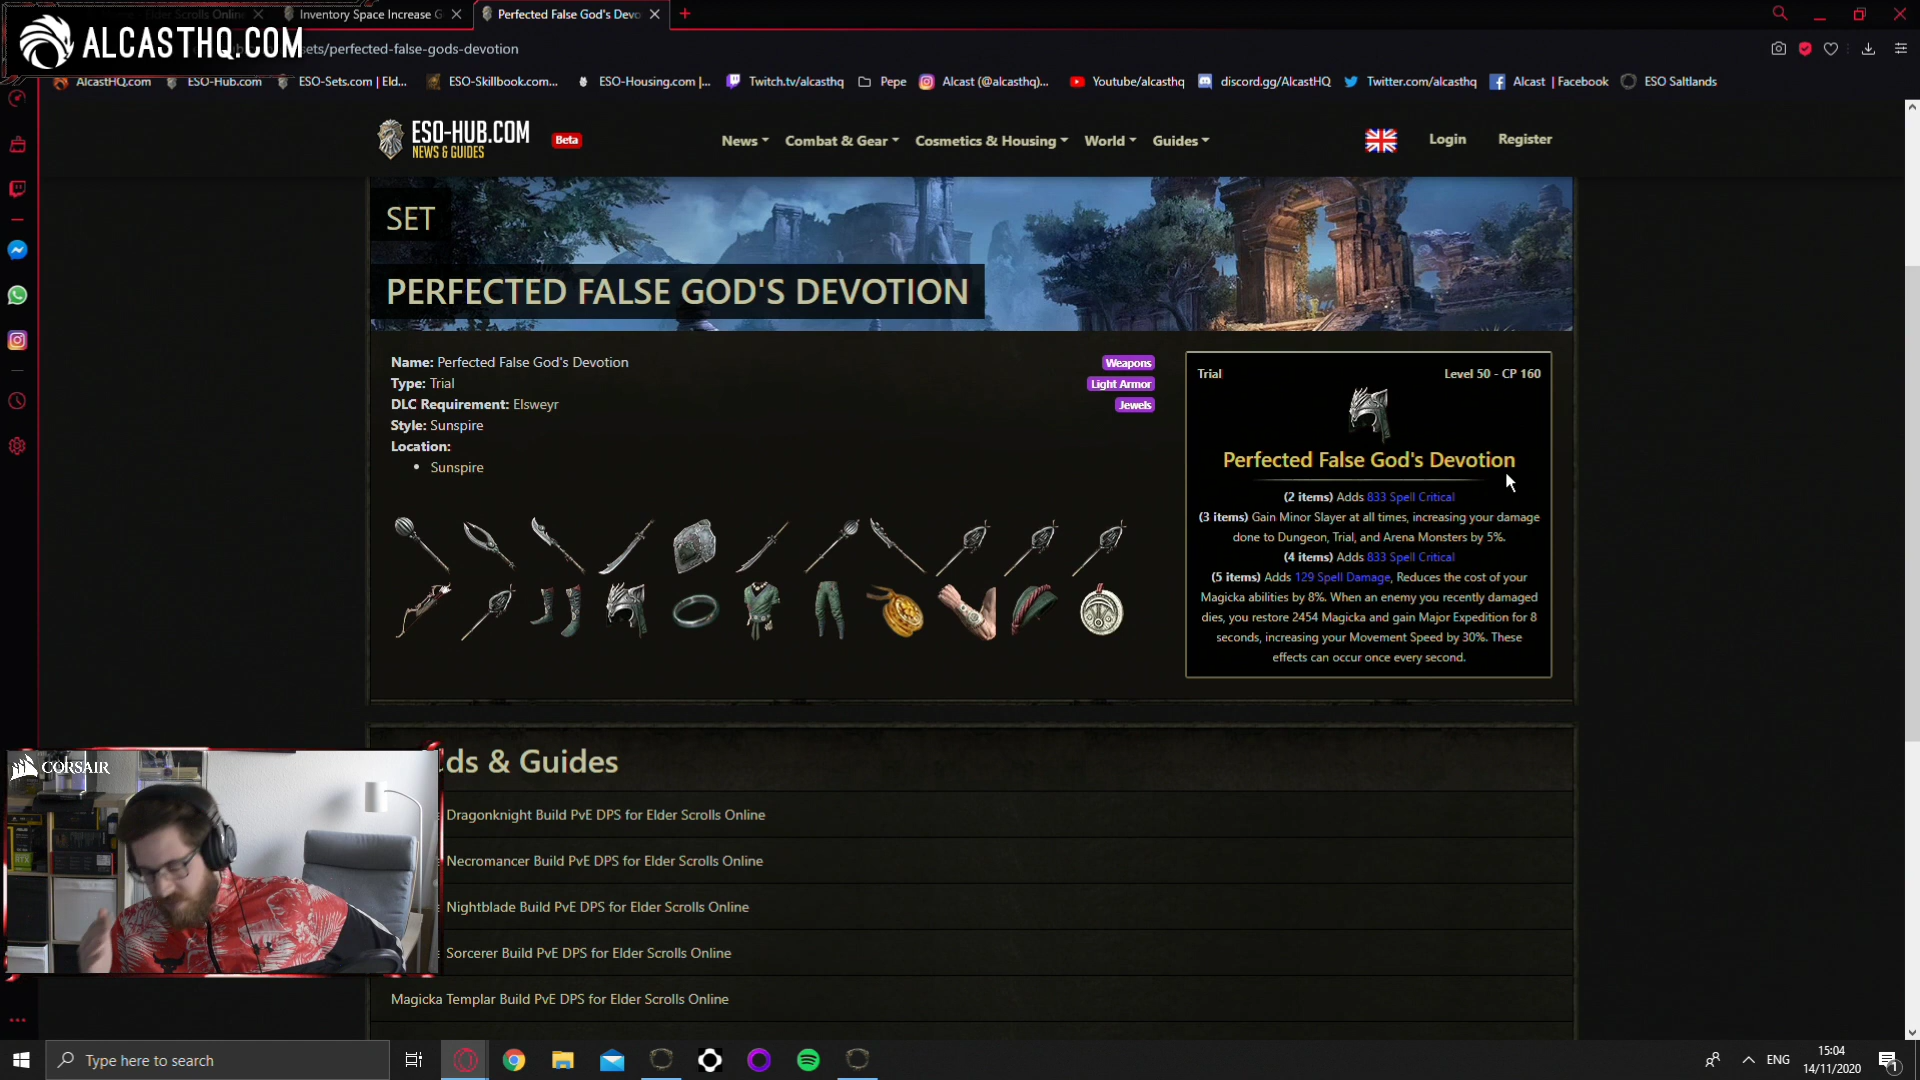 Inventory Space Increase G
Perfected False God's Devo
ALCASTHQ.COM
ets/perfected-false-gods-devotion
AlcastHQ.com
ESO-Hub.com
ESO-Sets.com | Eld...
ESO-Skillbook.com...
ESO-Housing.com |...
Twitch.tv/alcasthq
Pepe
Alcast (@alcasthq)...
Youtube/alcasthq
discord.gg/AlcastHQ
Twitter.com/alcasthq
Alcast | Facebook
ESO Saltlands
ESO-HUB.COM
NEWS & GUIDES
Beta
News
Combat & Gear
Cosmetics & Housing
World
Guides
Login
Register
SET
PERFECTED FALSE GOD'S DEVOTION
Name: Perfected False God's Devotion
Type: Trial
DLC Requirement: Elsweyr
Style: Sunspire
Location:
• Sunspire
Weapons
Light Armor
Jewels
Trial
Level 50 - CP 160
Perfected False God's Devotion
(2 items) Adds 833 Spell Critical
(3 items) Gain Minor Slayer at all times, increasing your damage
done to Dungeon, Trial, and Arena Monsters by 5%.
(4 items) Adds 833 Spell Critical
(5 items) Adds 129 Spell Damage, Reduces the cost of your
Magicka abilities by 8%. When an enemy you recently damaged
dies, you restore 2454 Magicka and gain Major Expedition for 8
seconds, increasing your Movement Speed by 30%. These
effects can occur once every second.
ds & Guides
Dragonknight Build PvE DPS for Elder Scrolls Online
Necromancer Build PvE DPS for Elder Scrolls Online
Nightblade Build PvE DPS for Elder Scrolls Online
Sorcerer Build PvE DPS for Elder Scrolls Online
Magicka Templar Build PvE DPS for Elder Scrolls Online
CORSAIR
Type here to search
ENG
15:04
14/11/2020
1